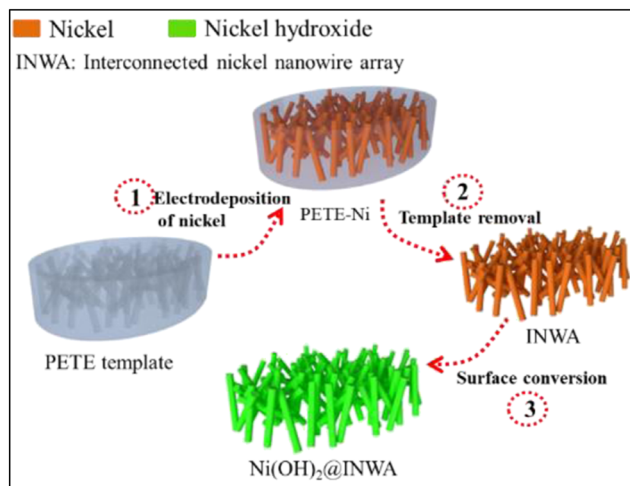 Nickel Nickel hydroxide
INWA: Interconnected nickel nanowire array
1 Electrodeposition
of nickel
PETE-Ni
2
Template removal
PETE template
INWA
Surface conversion
3
Ni(OH)₂@INWA